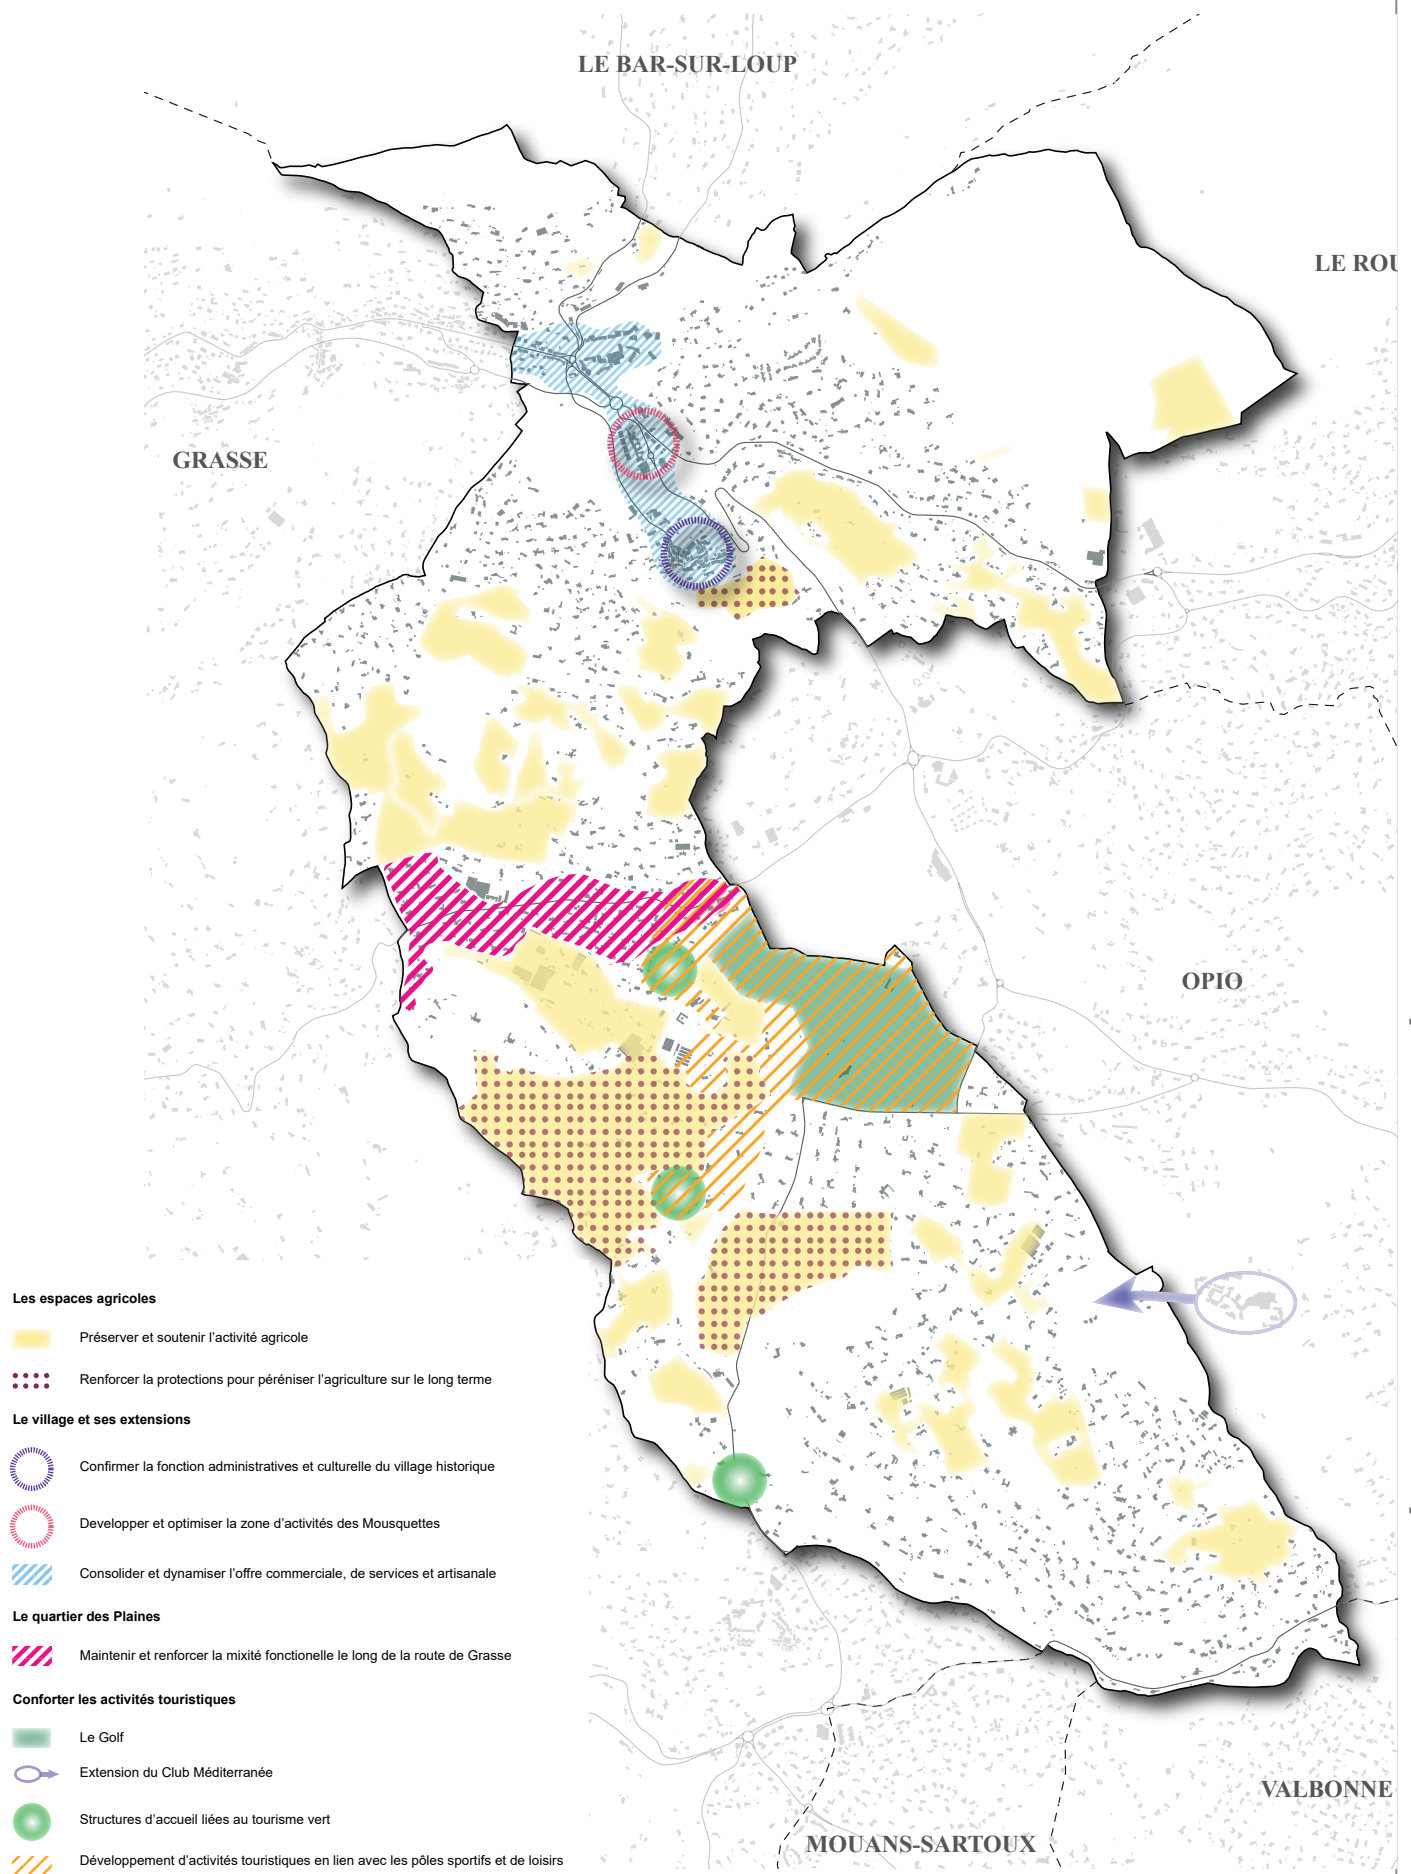 LE BAR-SUR-LOUP
LE ROU
GRASSE
OPIO
Les espaces agricoles
Préserver et soutenir l'activité agricole
Renforcer la protections pour péréniser l'agriculture sur le long terme
Le village et ses extensions
Confirmer la fonction administratives et culturelle du village historique
Developper et optimiser la zone d'activités des Mousquettes
Consolider et dynamiser l'offre commerciale, de services et artisanale
Le quartier des Plaines
Maintenir et renforcer la mixité fonctionelle le long de la route de Grasse
Conforter les activités touristiques
Le Golf
Extension du Club Méditerranée
Structures d'accueil liées au tourisme vert
Développement d'activités touristiques en lien avec les pôles sportifs et de loisirs
VALBONNE
MOUANS-SARTOUX